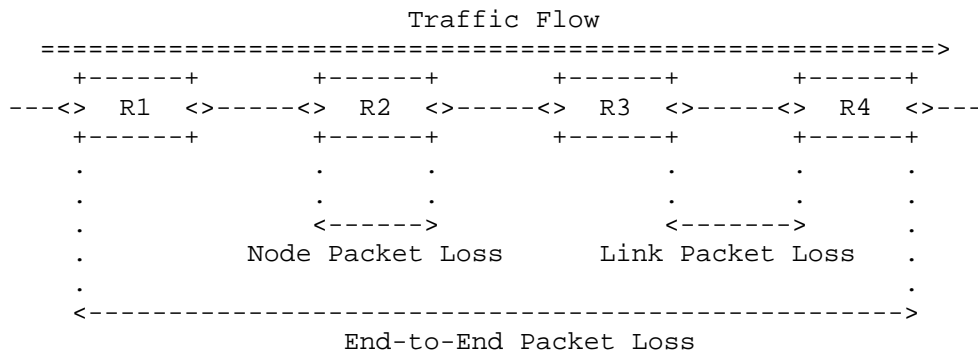 Traffic Flow
========================================================>
+------+       +------+       +------+       +------+
---<>  R1  <>-----<>  R2  <>-----<>  R3  <>-----<>  R4  <>---
+------+       +------+       +------+       +------+
.              .      .              .       .      .
.              .      .              .       .      .
.              <------>              <------->      .
.          Node Packet Loss      Link Packet Loss   .
.                                                   .
<--------------------------------------------------->
End-to-End Packet Loss